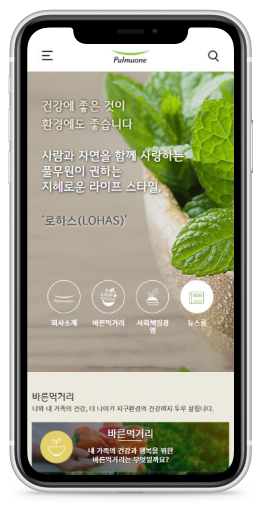 Pulmuone
건강에 좋은 것이
환경에도 좋습니다
사람과 자연을 함께 사랑하는
풀무원이 권하는
지혜로운 라이프 스타일,
'로하스(LOHAS)'
Pulmuone
회사소개
바른먹거리
사회책임경
영
뉴스룸
바른먹거리
나와 내 가족의 건강, 더 나아가 지구환경의 건강까지 두루 살핍니다.
바른먹거리
내 가족의 건강과 행복을 위한
바른먹거리는 무엇일까요?